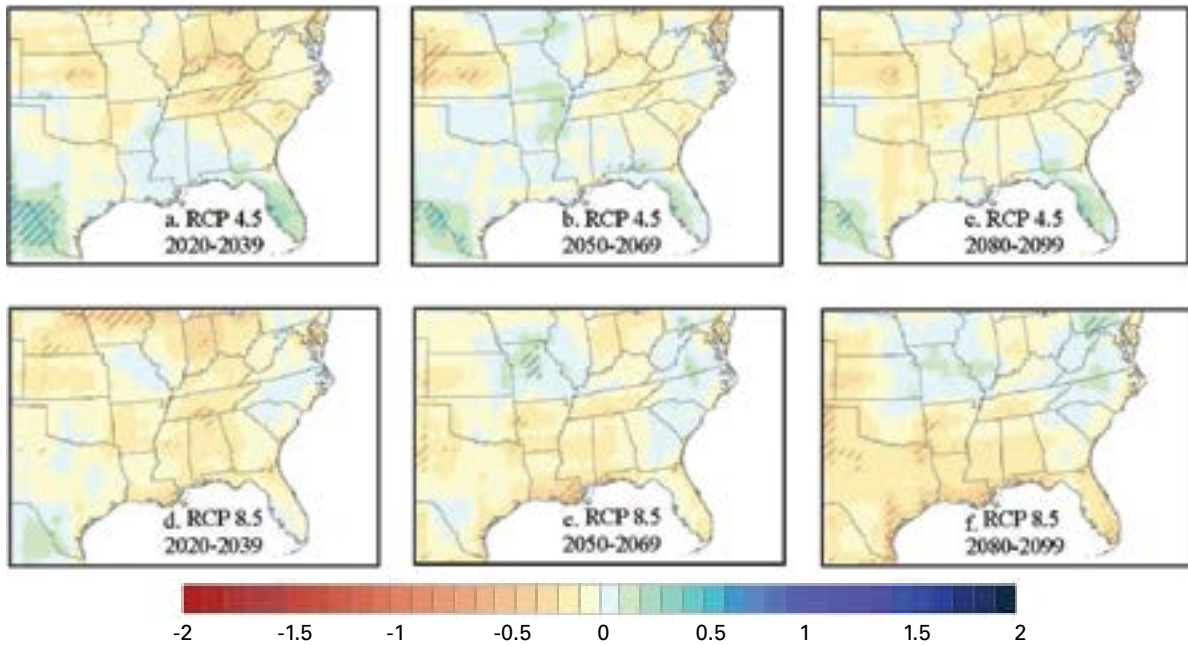 a. RCP 4.5
2020-2039
b. RCP 4.5
2050-2069
c. RCP 4.5
2080-2099
d. RCP 8.5
2020-2039
e. RCP 8.5
2050-2069
f. RCP 8.5
2080-2099
-2 -1.5 -1 -0.5 0 0.5 1 1.5 2